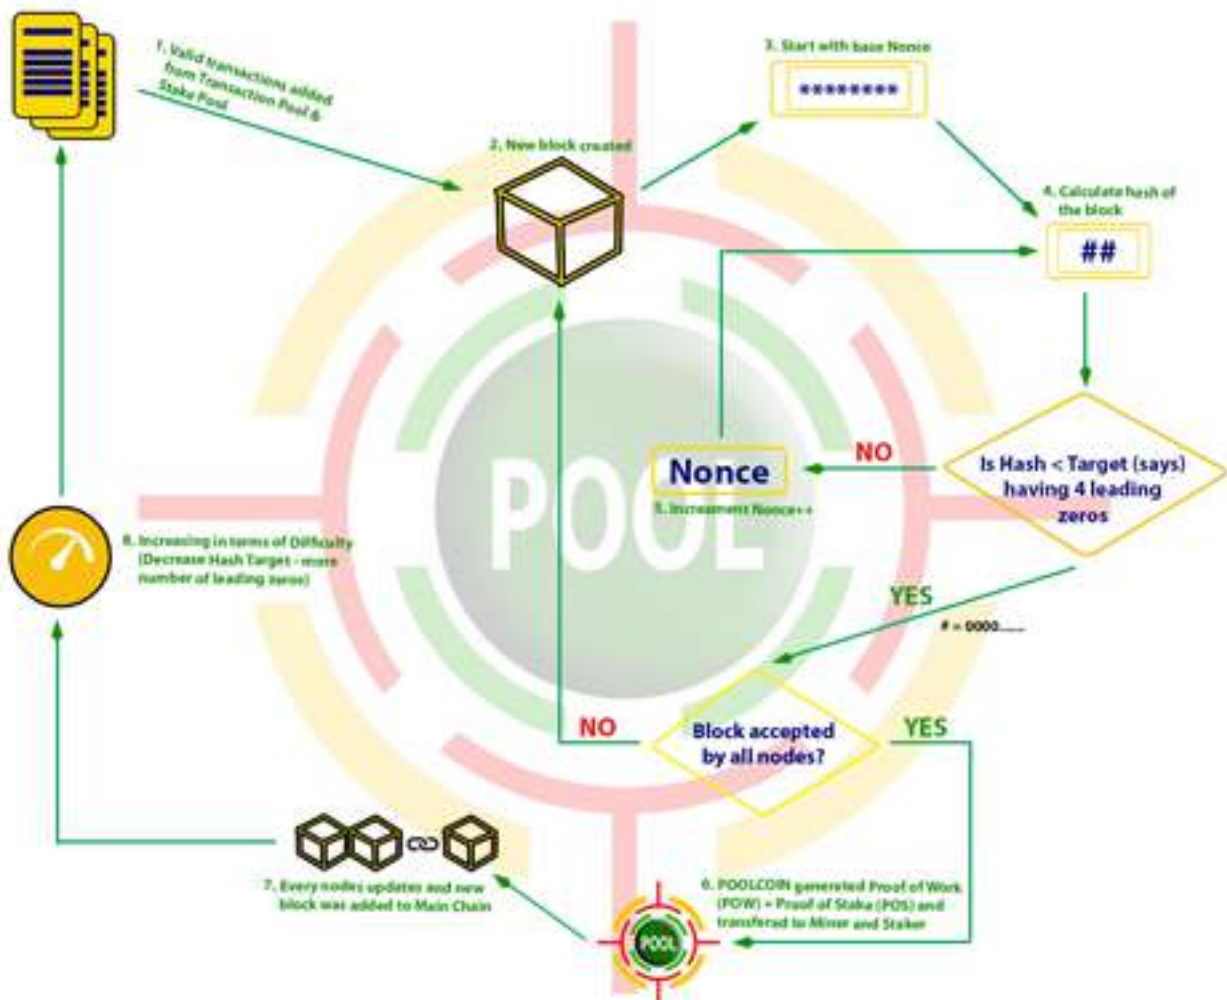 1. Valid transactions added
from Transaction Pool &
Stake Pool
2. New block created
3. Start with base Nonce
********
4. Calculate hash of
the block
##
Is Hash < Target (says)
having 4 leading
zeros
NO
Nonce
5. Increament Nonce++
POOL
YES
# = 0000......
Block accepted
by all nodes?
NO
YES
6. POOLCOIN generated Proof of Work
(POW) + Proof of Stake (POS) and
transfered to Miner and Staker
POOL
7. Every nodes updates and new
block was added to Main Chain
8. Increasing in terms of Difficulty
(Decrease Hash Target - more
number of leading zeros)